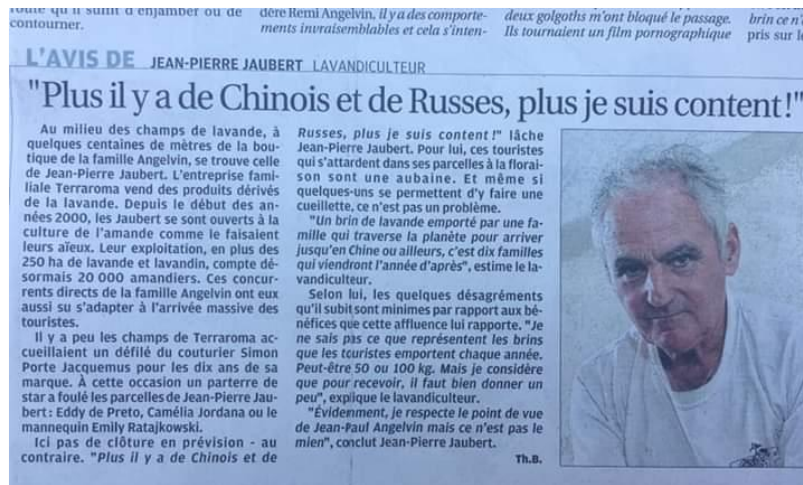 route qu'il suffit d'enjamber ou de
contourner.
dère Remi Angelvin, il y a des comporte-
ments invraisemblables et cela s'inten-
deux golgoths m'ont bloqué le passage.
Ils tournaient un film pornographique
brin ce n'
pris sur le
L'AVIS DE JEAN-PIERRE JAUBERT LAVANDICULTEUR
"Plus il y a de Chinois et de Russes, plus je suis content!"
Au milieu des champs de lavande, à
quelques centaines de mètres de la bou-
tique de la famille Angelvin, se trouve celle
de Jean-Pierre Jaubert. L'entreprise fami-
liale Terraroma vend des produits dérivés
de la lavande. Depuis le début des an-
nées 2000, les Jaubert se sont ouverts à la
culture de l'amande comme le faisaient
leurs aïeux. Leur exploitation, en plus des
250 ha de lavande et lavandin, compte dé-
sormais 20 000 amandiers. Ces concur-
rents directs de la famille Angelvin ont eux
aussi su s'adapter à l'arrivée massive des
touristes.
Il y a peu les champs de Terraroma ac-
cueillaient un défilé du couturier Simon
Porte Jacquemus pour les dix ans de sa
marque. À cette occasion un parterre de
star a foulé les parcelles de Jean-Pierre Jau-
bert : Eddy de Preto, Camélia Jordana ou le
mannequin Emily Ratajkowski.
Ici pas de clôture en prévision - au
contraire. "Plus il y a de Chinois et de
Russes, plus je suis content !" lâche
Jean-Pierre Jaubert. Pour lui, ces touristes
qui s'attardent dans ses parcelles à la florai-
son sont une aubaine. Et même si
quelques-uns se permettent d'y faire une
cueillette, ce n'est pas un problème.
"Un brin de lavande emporté par une fa-
mille qui traverse la planète pour arriver
jusqu'en Chine ou ailleurs, c'est dix familles
qui viendront l'année d'après", estime le la-
vandiculteur.
Selon lui, les quelques désagréments
qu'il subit sont minimes par rapport aux bé-
néfices que cette affluence lui rapporte. "Je
ne sais pas ce que représentent les brins
que les touristes emportent chaque année.
Peut-être 50 ou 100 kg. Mais je considère
que pour recevoir, il faut bien donner un
peu", explique le lavandiculteur.
"Évidemment, je respecte le point de vue
de Jean-Paul Angelvin mais ce n'est pas le
mien", conclut Jean-Pierre Jaubert.
Th.B.